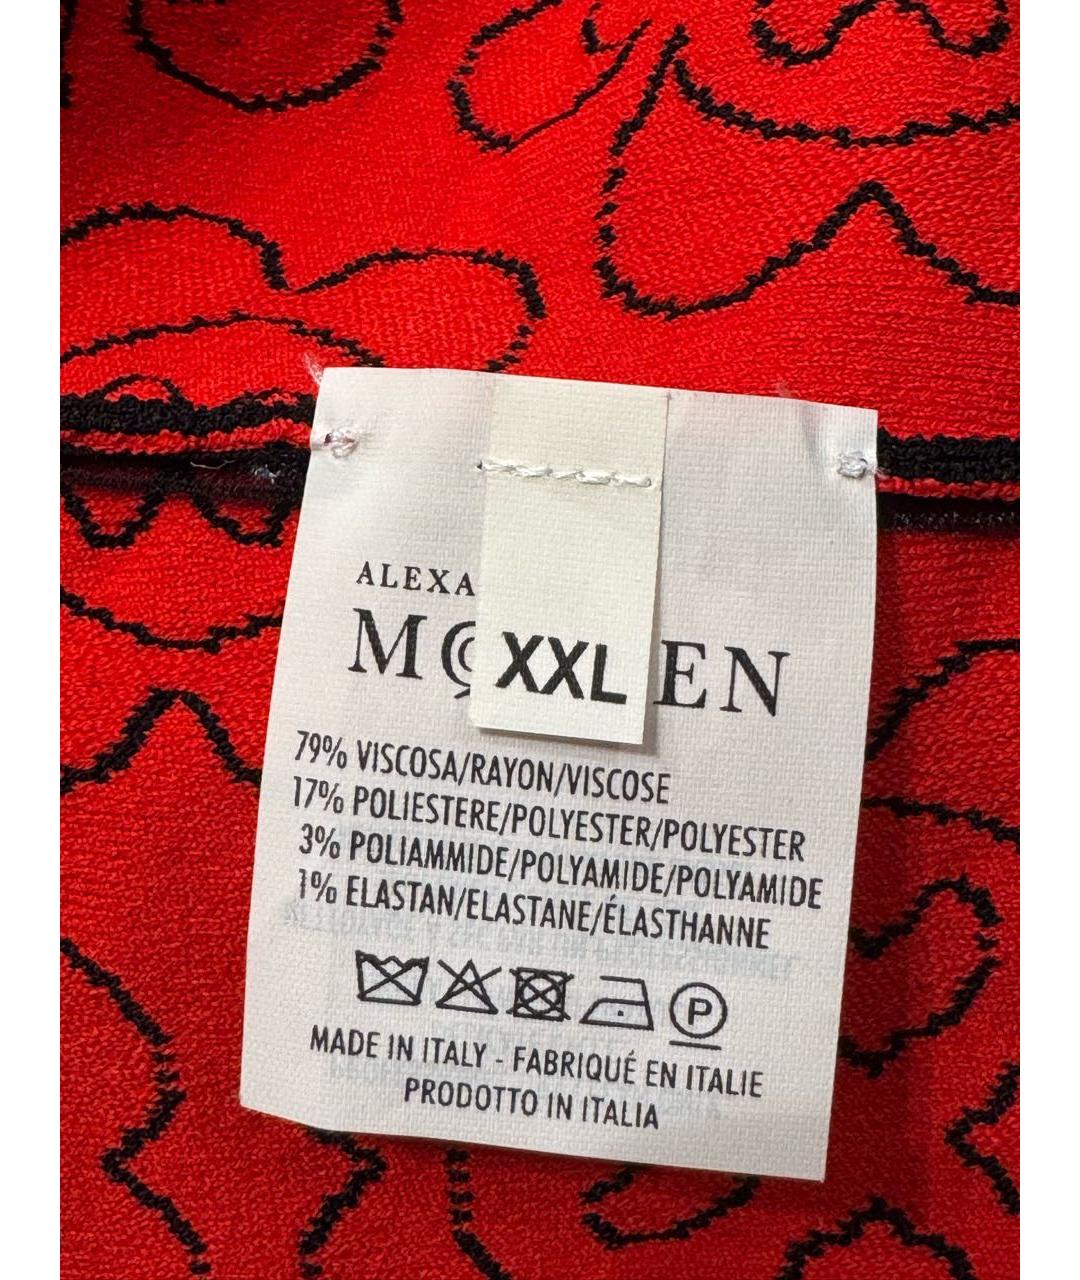 ALEXA
MQ XXL EN
79% VISCOSA/RAYON/VISCOSE
17% POLIESTERE/POLYESTER/POLYESTER
3% POLIAMMIDE/POLYAMIDE/POLYAMIDE
1% ELASTAN/ELASTANE/ÉLASTHANNE
P
MADE IN ITALY - FABRIQUÉ EN ITALIE
PRODOTTO IN ITALIA